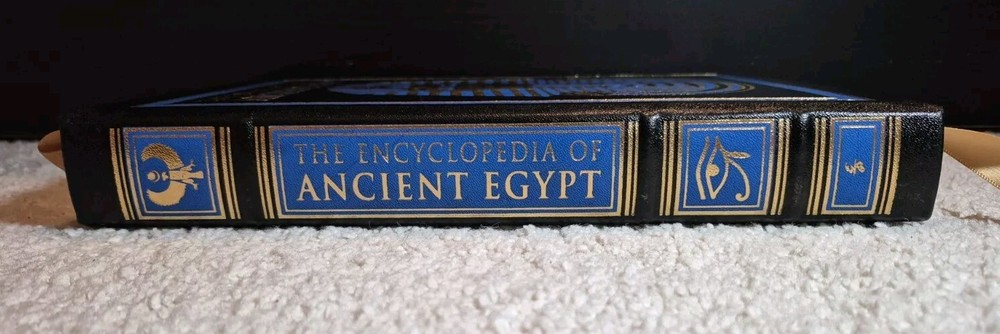 THE ENCYCLOPEDIA OF
ANCIENT EGYPT